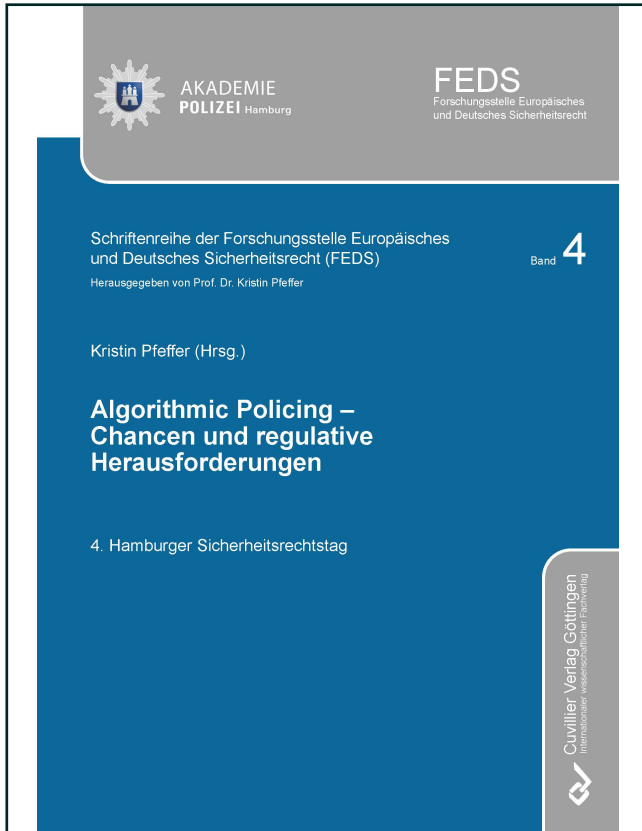 AKADEMIE
POLIZEI Hamburg
FEDS
Forschungsstelle Europäisches
und Deutsches Sicherheitsrecht
Schriftenreihe der Forschungsstelle Europäisches
und Deutsches Sicherheitsrecht (FEDS)
Band 4
Herausgegeben von Prof. Dr. Kristin Pfeffer
Kristin Pfeffer (Hrsg.)
Algorithmic Policing –
Chancen und regulative
Herausforderungen
4. Hamburger Sicherheitsrechtstag
Cuvillier Verlag Göttingen
Internationaler wissenschaftlicher Fachverlag